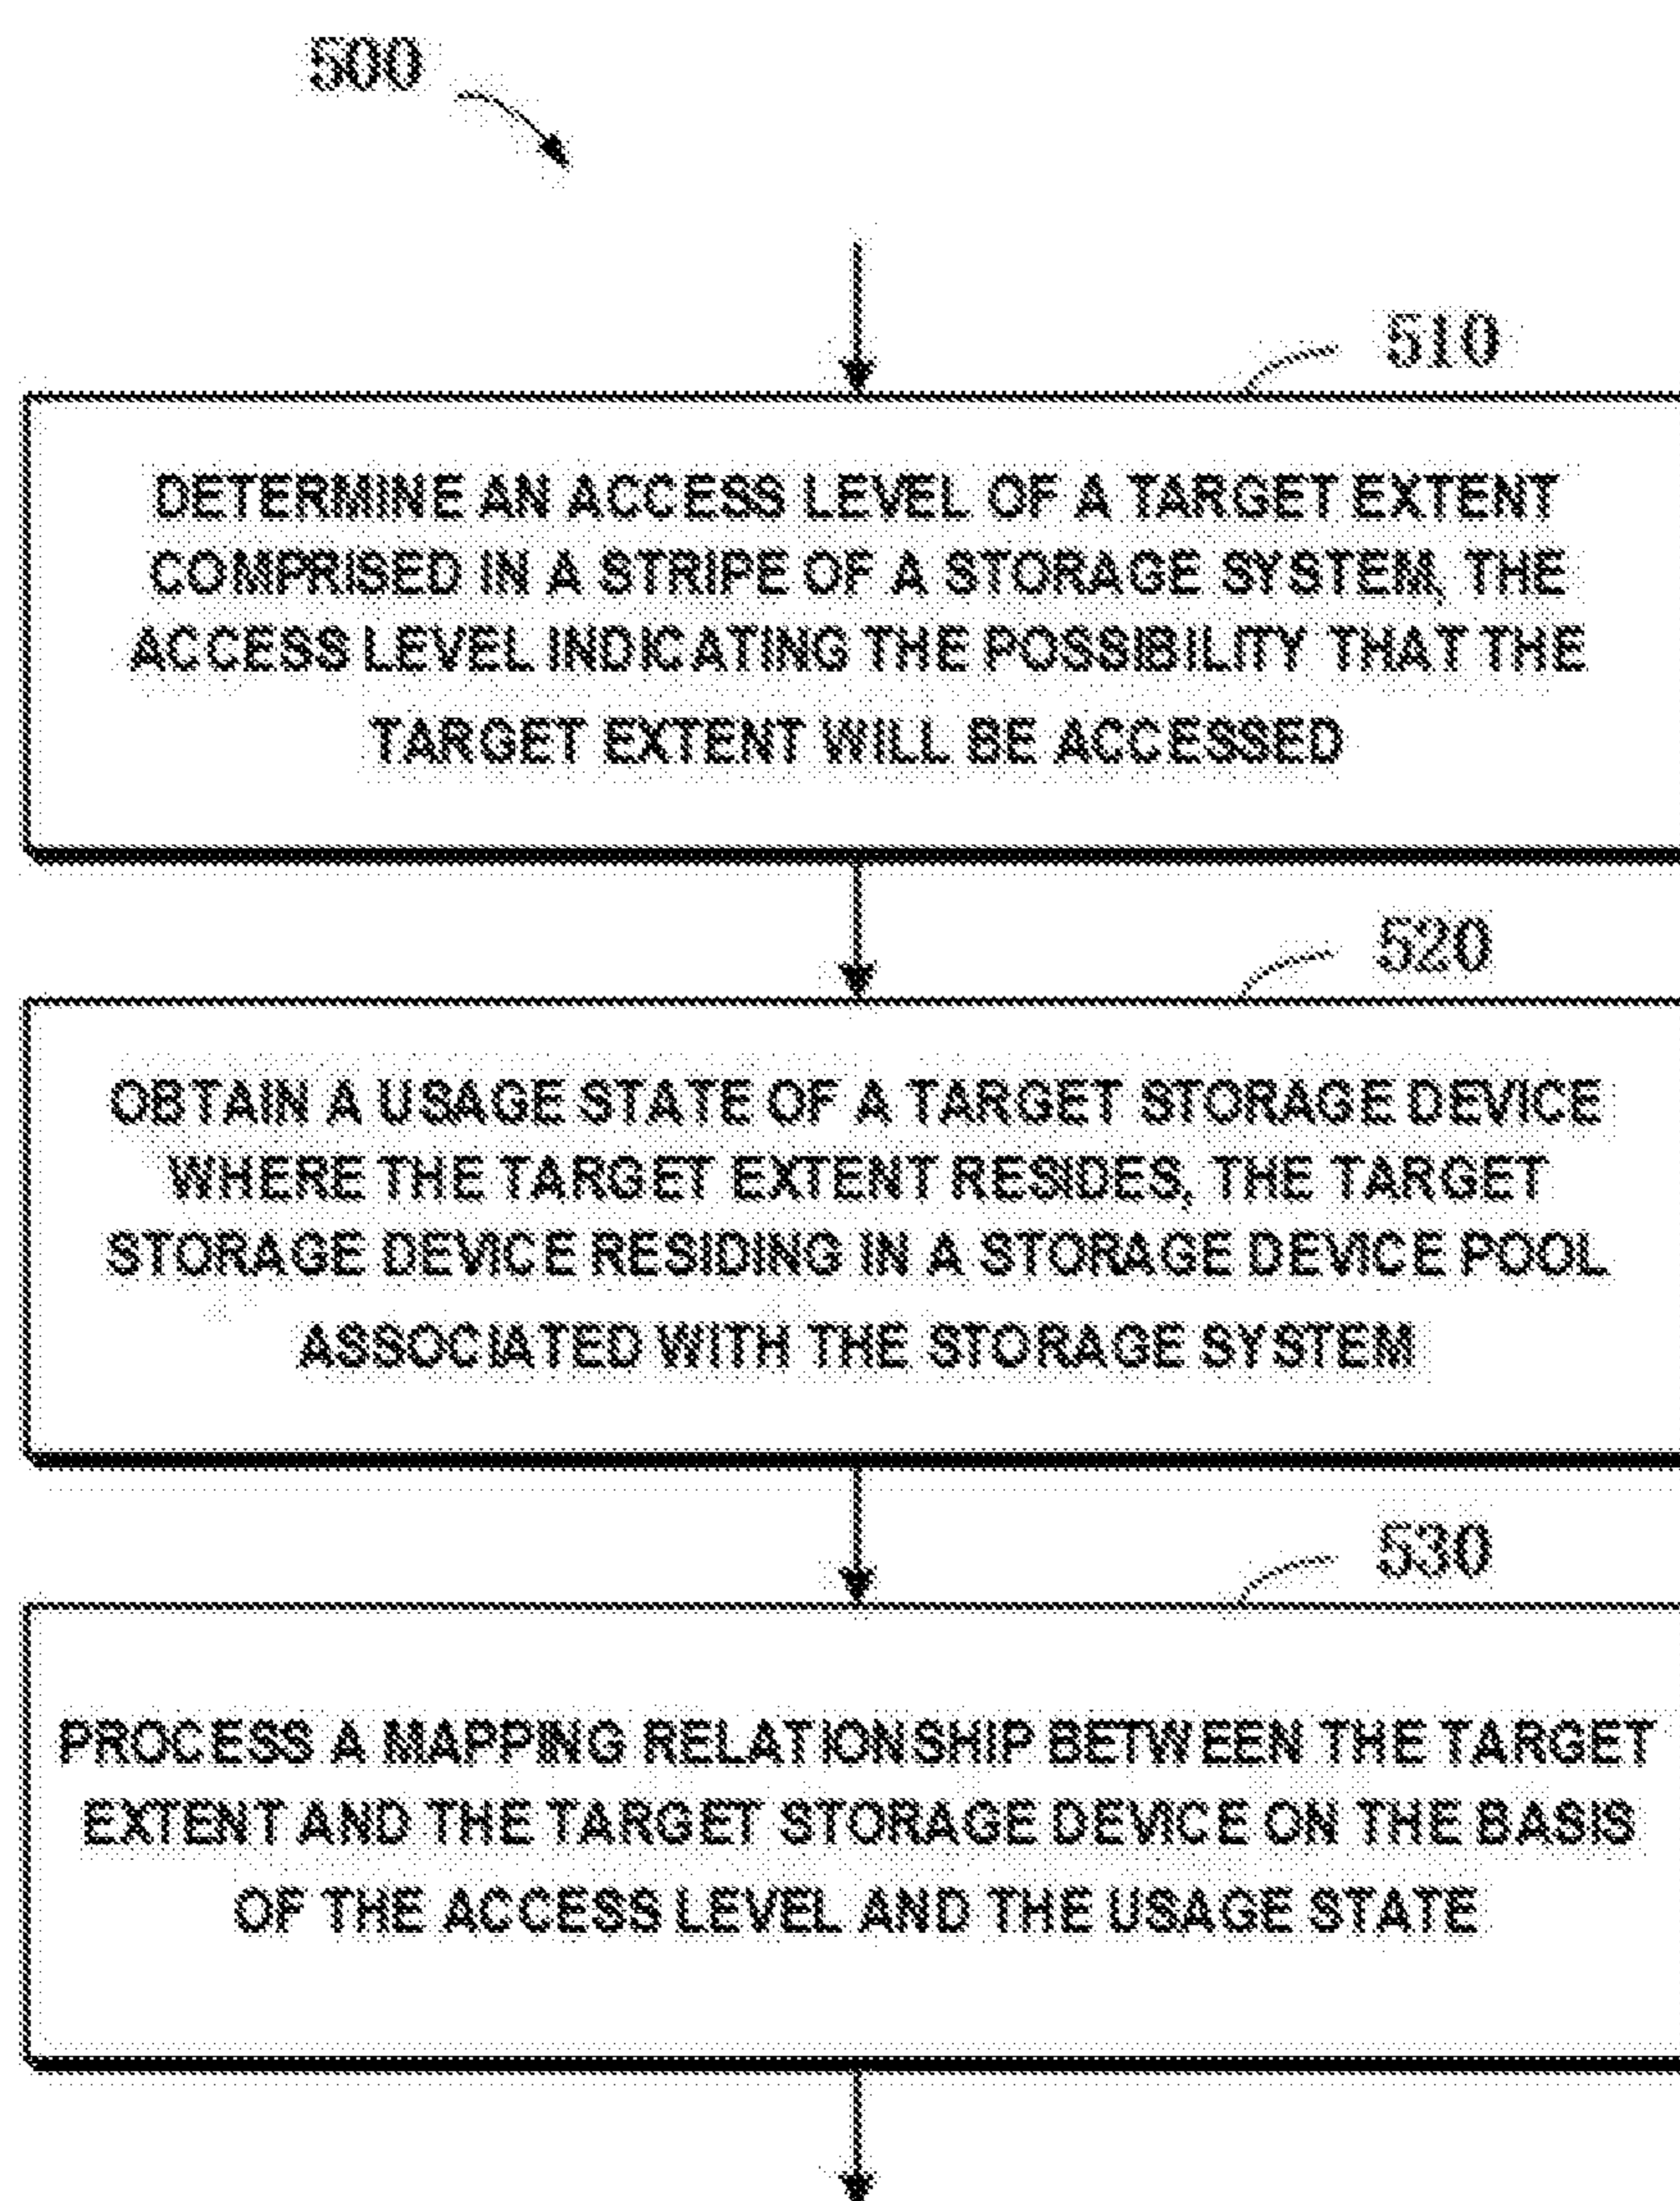 500
510
DETERMINE AN ACCESS LEVEL OF A TARGET EXTENT
COMPRISED IN A STRIPE OF A STORAGE SYSTEM, THE
ACCESS LEVEL INDICATING THE POSSIBILITY THAT THE
TARGET EXTENT WILL BE ACCESSED
520
OBTAIN A USAGE STATE OF A TARGET STORAGE DEVICE
WHERE THE TARGET EXTENT RESIDES, THE TARGET
STORAGE DEVICE RESIDING IN A STORAGE DEVICE POOL
ASSOCIATED WITH THE STORAGE SYSTEM
530
PROCESS A MAPPING RELATIONSHIP BETWEEN THE TARGET
EXTENT AND THE TARGET STORAGE DEVICE ON THE BASIS
OF THE ACCESS LEVEL AND THE USAGE STATE